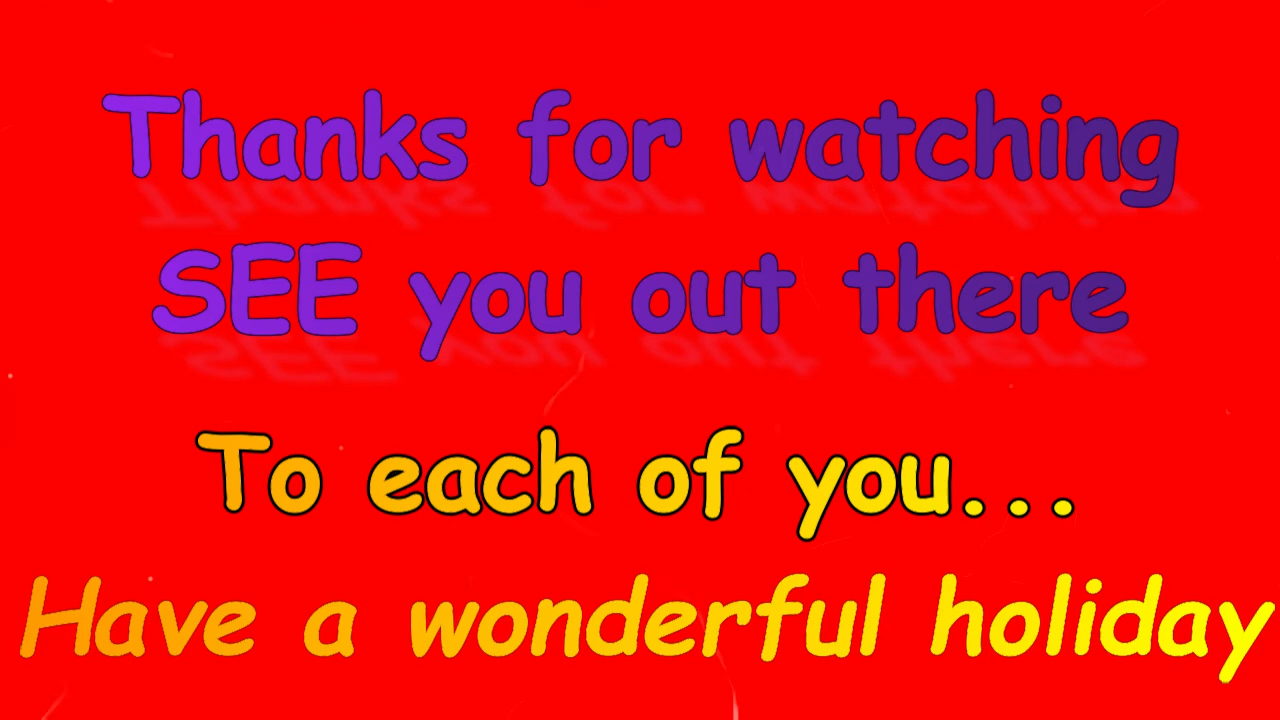 Thanks for watching
SEE you out there
To each of you...
Have a wonderful holiday